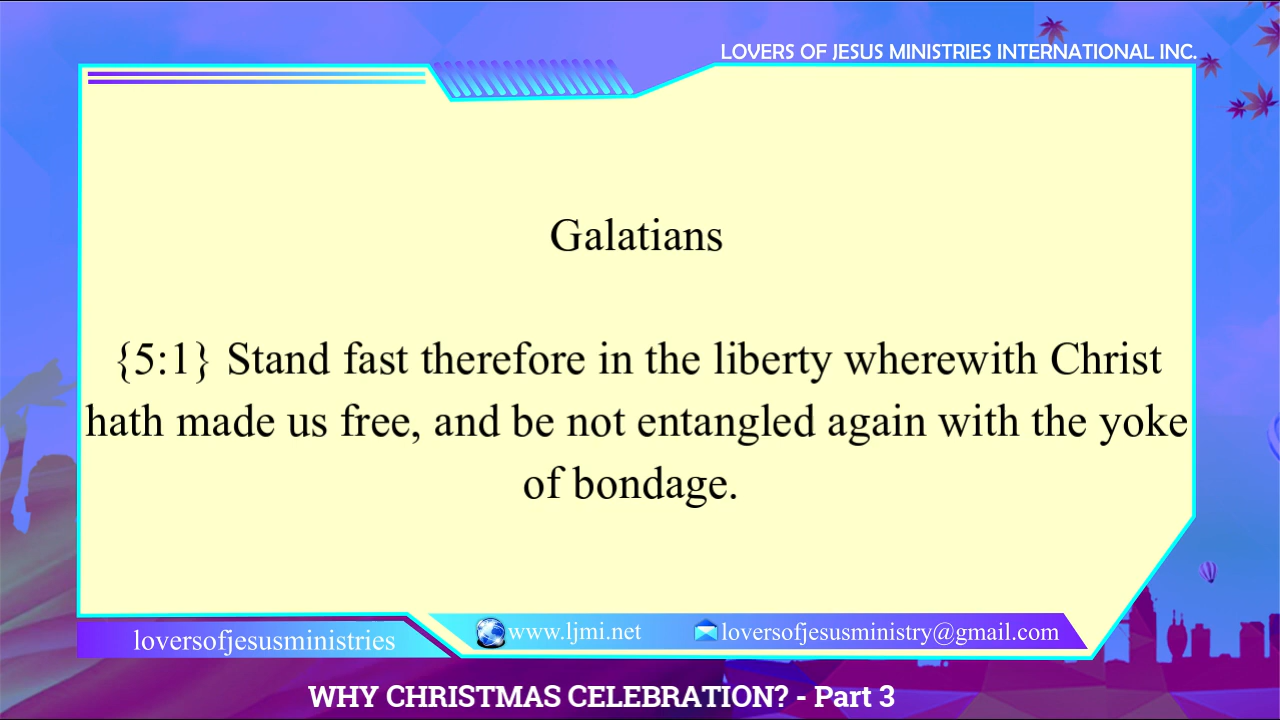 LOVERS OF JESUS MINISTRIES INTERNATIONAL INC.
Galatians
{5:1} Stand fast therefore in the liberty wherewith Christ
hath made us free, and be not entangled again with the yoke
of bondage.
loversofjesusministries
www.ljmi.net
loversofjesusministry@gmail.com
WHY CHRISTMAS CELEBRATION? - Part 3